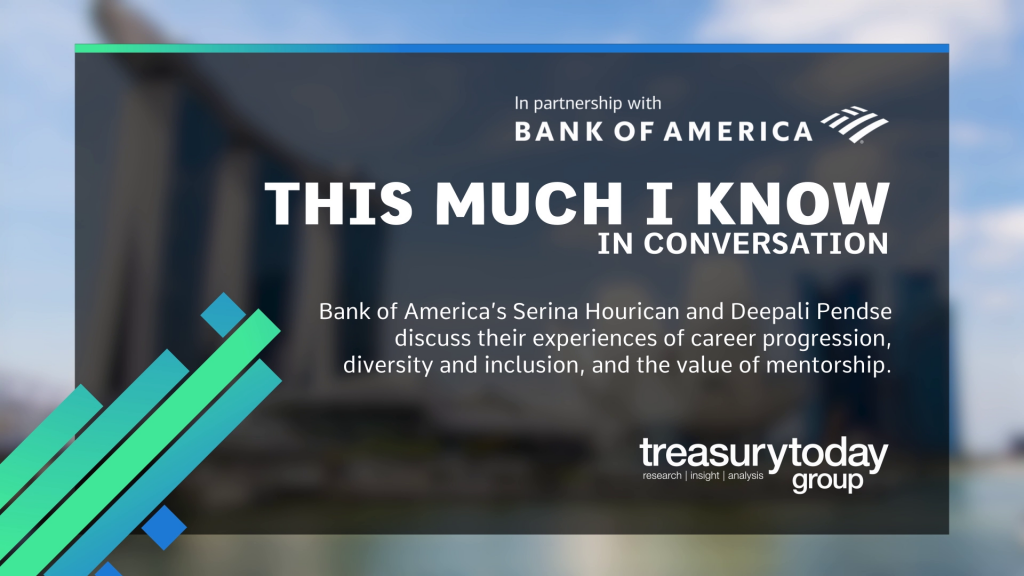 In partnership with
BANK OF AMERICA
THIS MUCH I KNOW
IN CONVERSATION
Bank of America's Serina Hourican and Deepali Pendse
discuss their experiences of career progression,
diversity and inclusion, and the value of mentorship.
treasurytoday
research | insight | analysis
group